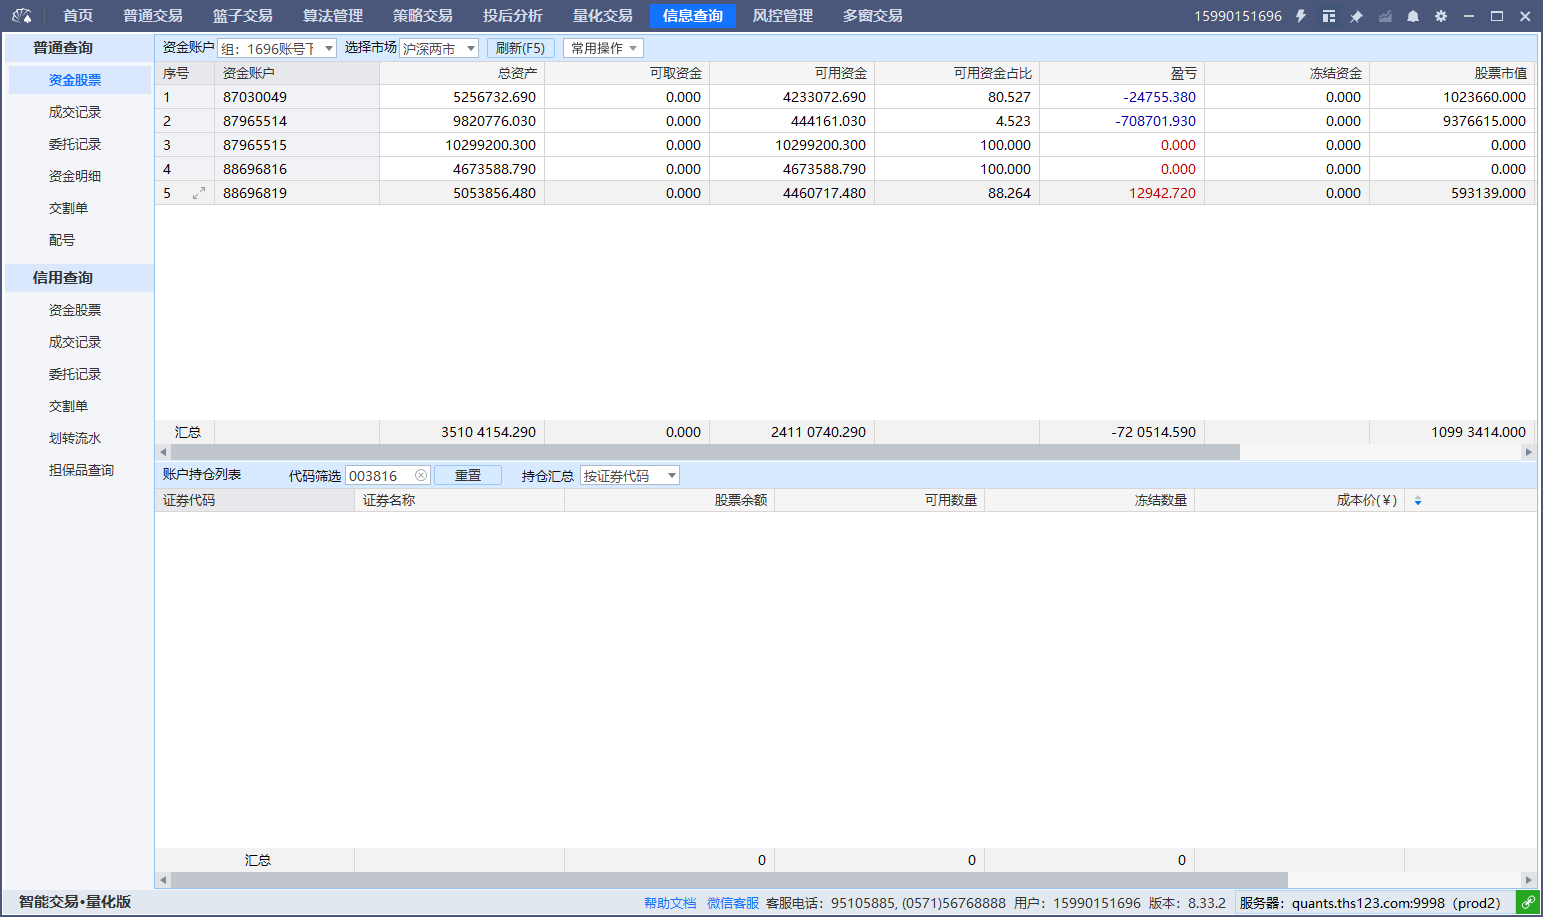 首页 普通交易 篮子交易 算法管理 策略交易 投后分析 量化交易 信息查询 风控管理 多窗交易 15990151696
普通查询
资金股票
成交记录
委托记录
资金明细
交割单
配号
信用查询
资金股票
成交记录
委托记录
交割单
划转流水
担保品查询
资金账户 组：1696账号下 选择市场 沪深两市 刷新(F5) 常用操作
序号 资金账户 总资产 可取资金 可用资金 可用资金占比 盈亏 冻结资金 股票市值
1 87030049 5256732.690 0.000 4233072.690 80.527 -24755.380 0.000 1023660.000
2 87965514 9820776.030 0.000 444161.030 4.523 -708701.930 0.000 9376615.000
3 87965515 10299200.300 0.000 10299200.300 100.000 0.000 0.000 0.000
4 88696816 4673588.790 0.000 4673588.790 100.000 0.000 0.000 0.000
5 88696819 5053856.480 0.000 4460717.480 88.264 12942.720 0.000 593139.000
汇总 3510 4154.290 0.000 2411 0740.290 -72 0514.590 1099 3414.000
账户持仓列表 代码筛选 003816 重置 持仓汇总 按证券代码
证券代码 证券名称 股票余额 可用数量 冻结数量 成本价(￥)
汇总 0 0 0
智能交易•量化版 帮助文档 微信客服 客服电话：95105885, (0571)56768888 用户：15990151696 版本：8.33.2 服务器：quants.ths123.com:9998（prod2）